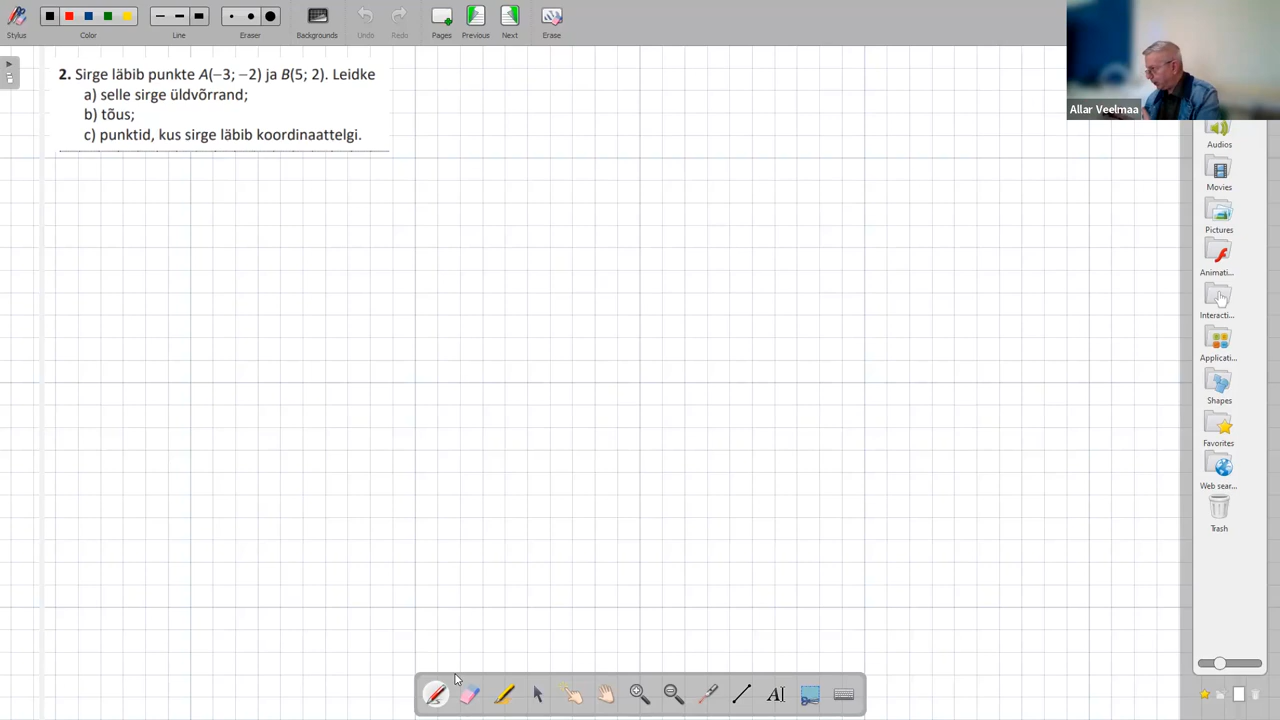 Stylus
Color
Line
Eraser
Backgrounds
Undo
Redo
Pages
Previous
Next
Erase
2. Sirge läbib punkte A(−3; −2) ja B(5; 2). Leidke
a) selle sirge üldvõrrand;
b) tõus;
c) punktid, kus sirge läbib koordinaattelgi.
Allar Veelmaa
Audios
Movies
Pictures
Animati...
Interacti...
Applicati...
Shapes
Favorites
Web sear...
Trash
AI